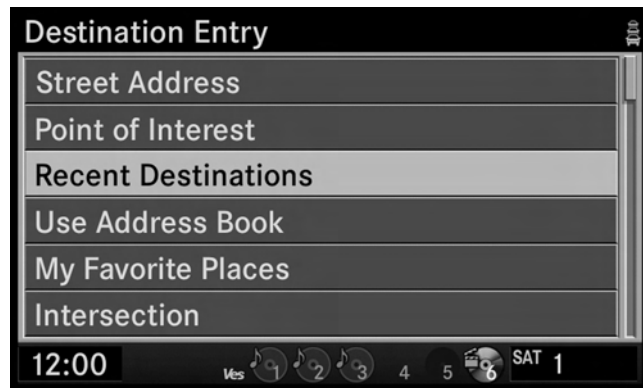 Destination Entry
Street Address
Point of Interest
Recent Destinations
Use Address Book
My Favorite Places
Intersection
12:00 Ves 1 2 3 4 5 6 SAT 1